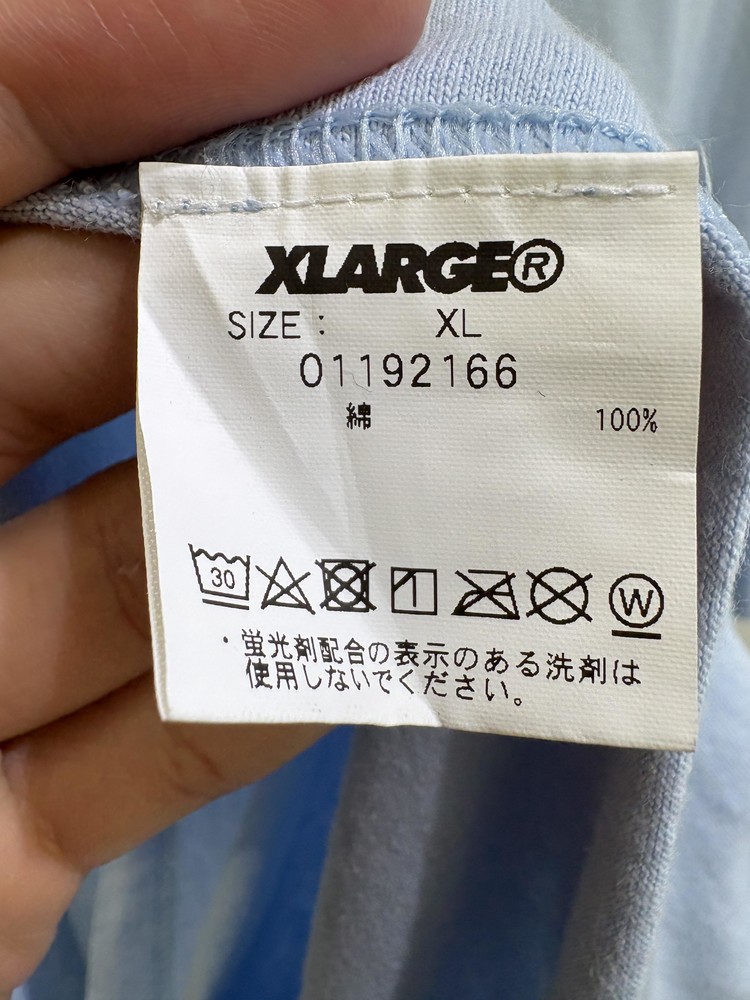 XLARGE®
SIZE : XL
01192166
綿 100%
30 W
・蛍光剤配合の表示のある洗剤は
使用しないでください。